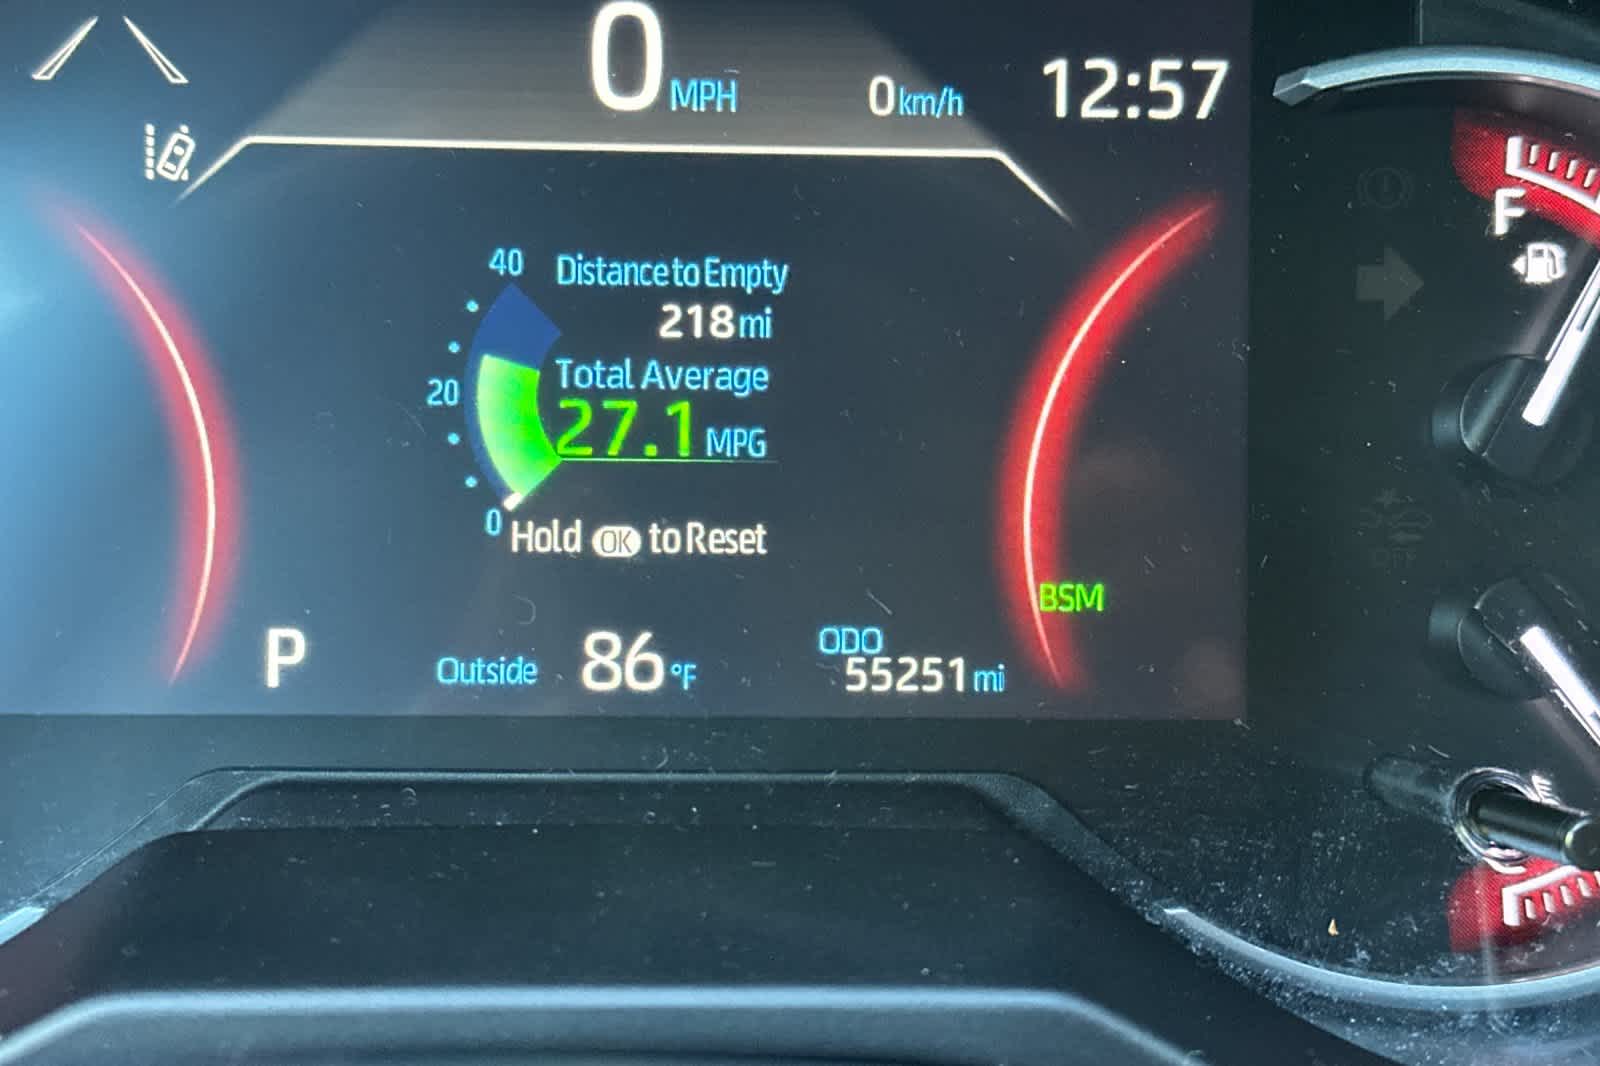 0 MPH
0 km/h
12:57
40
Distance to Empty
218 mi
20
Total Average
27.1 MPG
0
Hold OK to Reset
P
Outside 86 °F
ODO
55251 mi
BSM
F
OFF
C